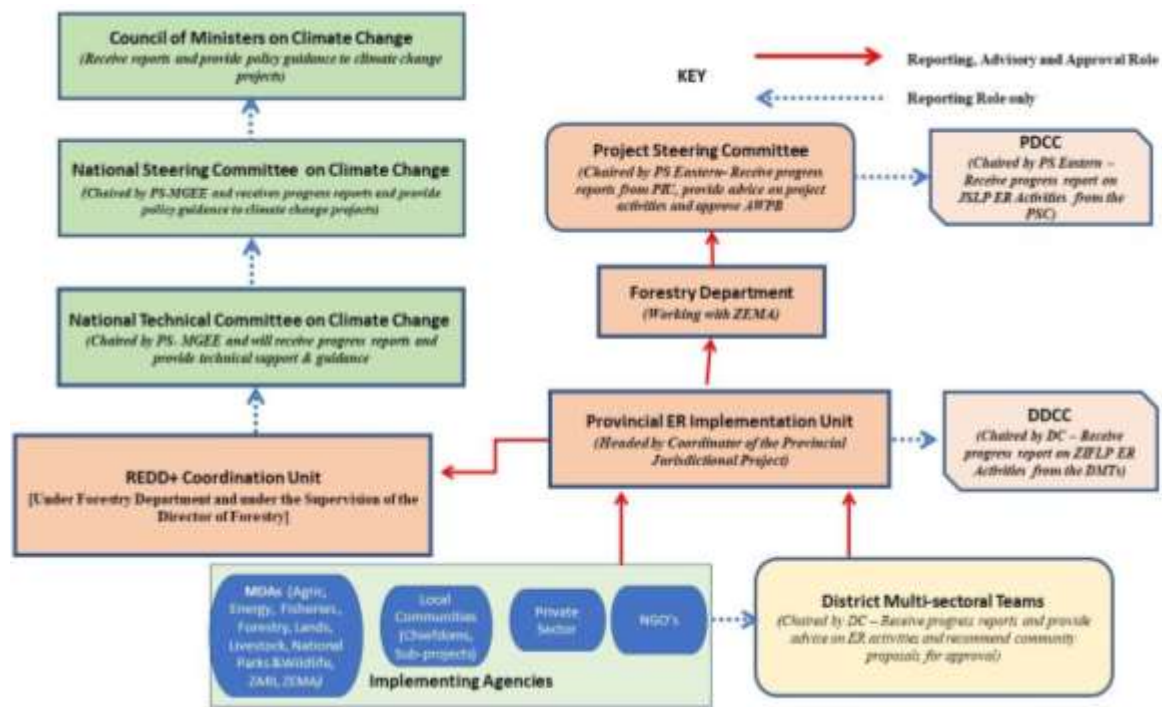 Council of Ministers on Climate Change
(Receive reports and provide policy guidance to climate change
projects)
National Steering Committee on Climate Change
(Chaired by PS-MGEE and receives progress reports and provide
policy guidance to climate change projects)
National Technical Committee on Climate Change
(Chaired by PS- MGEE and will receive progress reports and
provide technical support & guidance
REDD+ Coordination Unit
[Under Forestry Department and under the Supervision of the
Director of Forestry]
KEY
Reporting, Advisory and Approval Role
Reporting Role only
Project Steering Committee
(Chaired by PS Eastern- Receive progress
reports from PIU, provide advice on project
activities and approve AWPB
PDCC
(Chaired by PS Eastern –
Receive progress report on
JSLP ER Activities from the
PSC)
Forestry Department
(Working with ZEMA)
Provincial ER Implementation Unit
(Headed by Coordinator of the Provincial
Jurisdictional Project)
DDCC
(Chaired by DC – Receive
progress report on ZIFLP ER
Activities from the DMTs)
MDAs (Agric,
Energy, Fisheries,
Forestry, Lands,
Livestock, National
Parks &Wildlife,
ZMD, ZEMA)
Local
Communities
(Chiefdoms,
Sub-projects)
Private
Sector
NGO's
Implementing Agencies
District Multi-sectoral Teams
(Chaired by DC – Receive progress reports and provide
advice on ER activities and recommend community
proposals for approval)